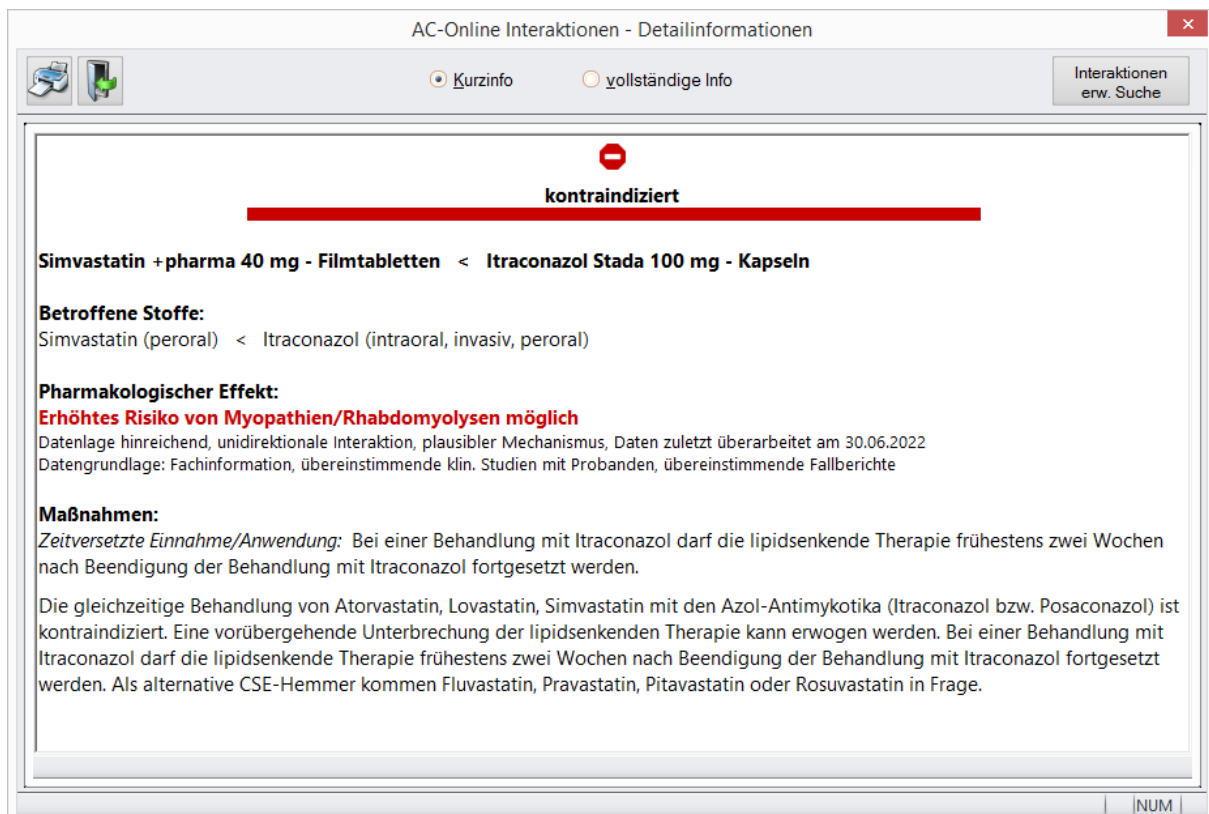 AC-Online Interaktionen - Detailinformationen
Kurzinfo
vollständige Info
Interaktionen
erw. Suche
kontraindiziert
Simvastatin +pharma 40 mg - Filmtabletten < Itraconazol Stada 100 mg - Kapseln
Betroffene Stoffe:
Simvastatin (peroral) < Itraconazol (intraoral, invasiv, peroral)
Pharmakologischer Effekt:
Erhöhtes Risiko von Myopathien/Rhabdomyolysen möglich
Datenlage hinreichend, unidirektionale Interaktion, plausibler Mechanismus, Daten zuletzt überarbeitet am 30.06.2022
Datengrundlage: Fachinformation, übereinstimmende klin. Studien mit Probanden, übereinstimmende Fallberichte
Maßnahmen:
Zeitversetzte Einnahme/Anwendung: Bei einer Behandlung mit Itraconazol darf die lipidsenkende Therapie frühestens zwei Wochen
nach Beendigung der Behandlung mit Itraconazol fortgesetzt werden.
Die gleichzeitige Behandlung von Atorvastatin, Lovastatin, Simvastatin mit den Azol-Antimykotika (Itraconazol bzw. Posaconazol) ist
kontraindiziert. Eine vorübergehende Unterbrechung der lipidsenkenden Therapie kann erwogen werden. Bei einer Behandlung mit
Itraconazol darf die lipidsenkende Therapie frühestens zwei Wochen nach Beendigung der Behandlung mit Itraconazol fortgesetzt
werden. Als alternative CSE-Hemmer kommen Fluvastatin, Pravastatin, Pitavastatin oder Rosuvastatin in Frage.
NUM